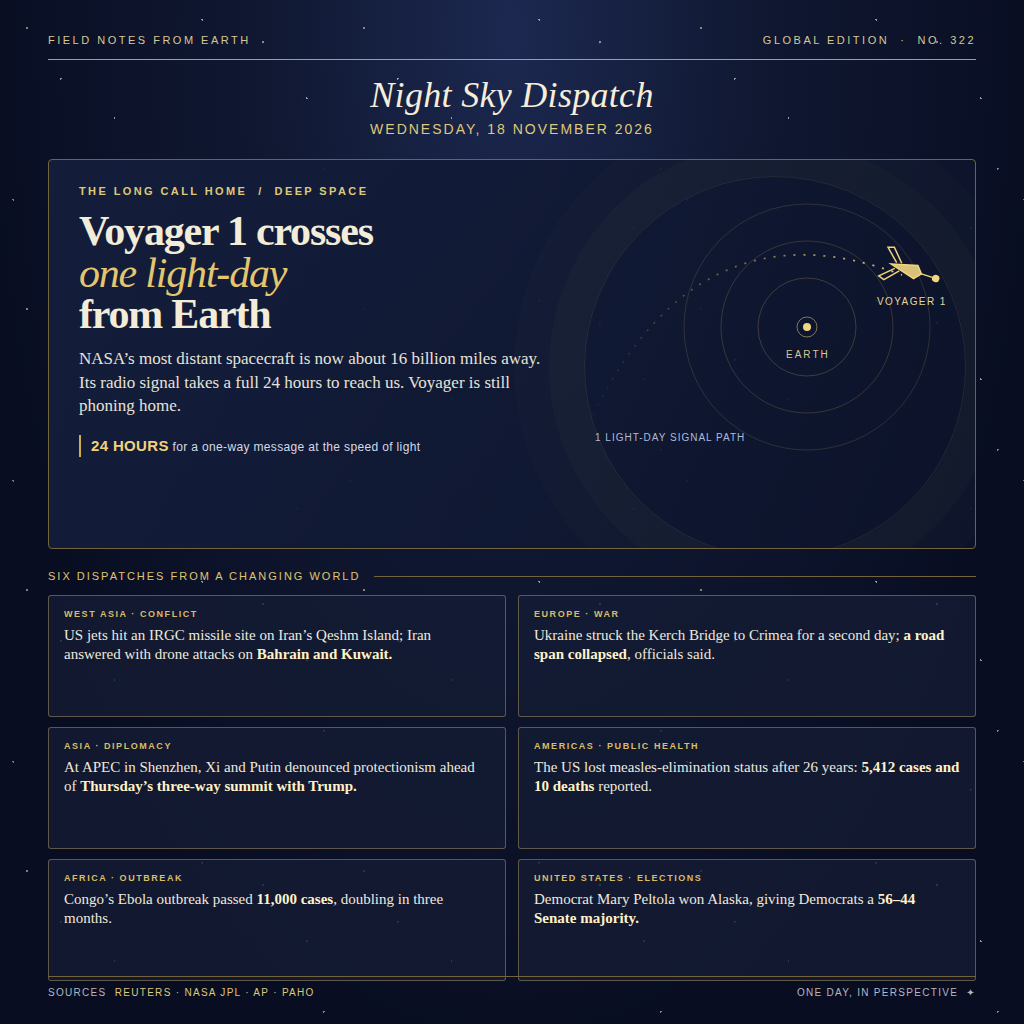 FIELD NOTES FROM EARTH
GLOBAL EDITION · NO. 322
Night Sky Dispatch
WEDNESDAY, 18 NOVEMBER 2026
THE LONG CALL HOME / DEEP SPACE
Voyager 1 crosses
one light-day
from Earth
NASA’s most distant spacecraft is now about 16 billion miles away.
Its radio signal takes a full 24 hours to reach us. Voyager is still
phoning home.
24 HOURS for a one-way message at the speed of light
VOYAGER 1
EARTH
1 LIGHT-DAY SIGNAL PATH
SIX DISPATCHES FROM A CHANGING WORLD
WEST ASIA · CONFLICT
US jets hit an IRGC missile site on Iran’s Qeshm Island; Iran
answered with drone attacks on Bahrain and Kuwait.
EUROPE · WAR
Ukraine struck the Kerch Bridge to Crimea for a second day; a road
span collapsed, officials said.
ASIA · DIPLOMACY
At APEC in Shenzhen, Xi and Putin denounced protectionism ahead
of Thursday’s three-way summit with Trump.
AMERICAS · PUBLIC HEALTH
The US lost measles-elimination status after 26 years: 5,412 cases and
10 deaths reported.
AFRICA · OUTBREAK
Congo’s Ebola outbreak passed 11,000 cases, doubling in three
months.
UNITED STATES · ELECTIONS
Democrat Mary Peltola won Alaska, giving Democrats a 56–44
Senate majority.
SOURCES REUTERS · NASA JPL · AP · PAHO
ONE DAY, IN PERSPECTIVE ✦